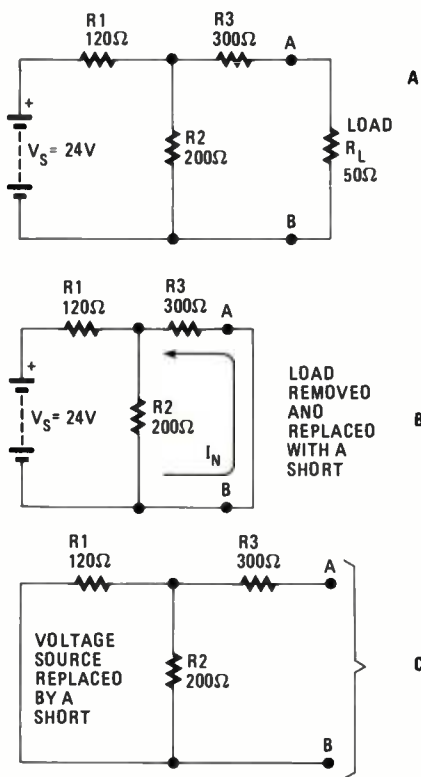 R1
120Ω
R3
300Ω
A
A
+
V_S = 24V
R2
200Ω
LOAD
R_L
50Ω
B
R1
120Ω
R3
300Ω
A
+
V_S = 24V
R2
200Ω
I_N
B
LOAD
REMOVED
AND
REPLACED
WITH A
SHORT
B
R1
120Ω
R3
300Ω
A
VOLTAGE
SOURCE
REPLACED
BY A
SHORT
R2
200Ω
B
C